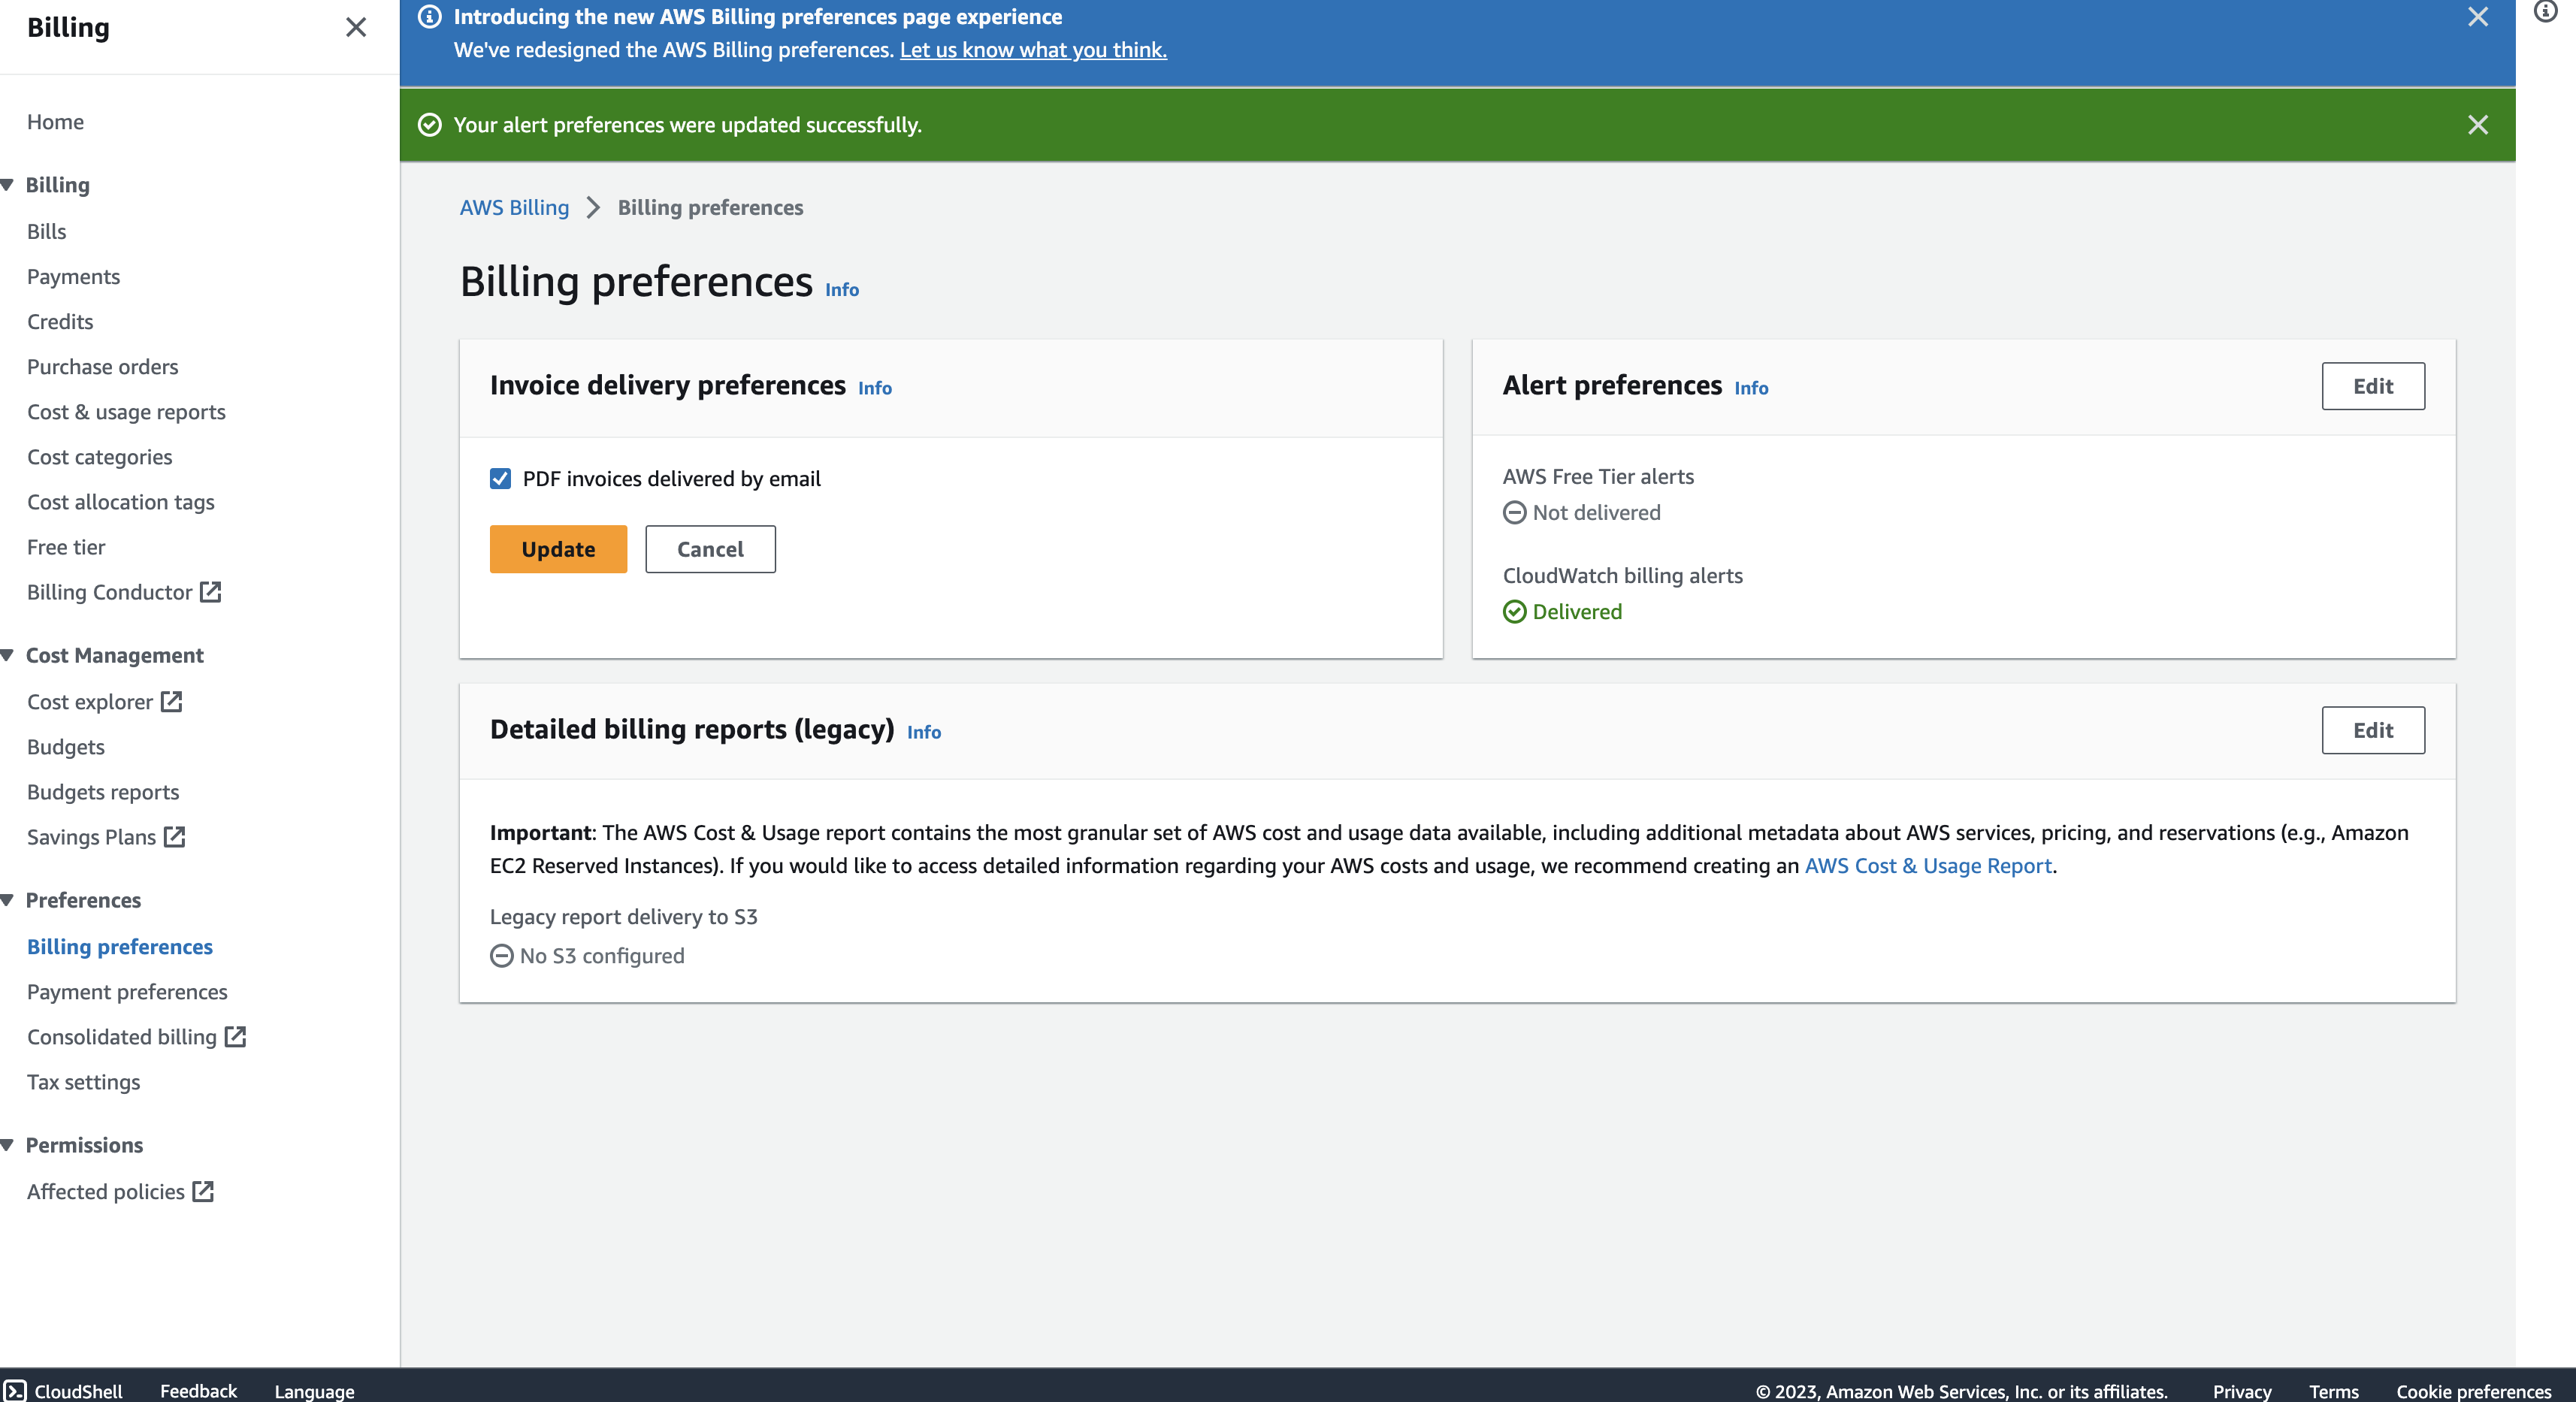 Billing
Home
Billing
Bills
Payments
Credits
Purchase orders
Cost & usage reports
Cost categories
Cost allocation tags
Free tier
Billing Conductor
Cost Management
Cost explorer
Budgets
Budgets reports
Savings Plans
Preferences
Billing preferences
Payment preferences
Consolidated billing
Tax settings
Permissions
Affected policies
Introducing the new AWS Billing preferences page experience
We've redesigned the AWS Billing preferences. Let us know what you think.
Your alert preferences were updated successfully.
AWS Billing > Billing preferences
Billing preferences Info
Invoice delivery preferences Info
PDF invoices delivered by email
Update Cancel
Alert preferences Info
Edit
AWS Free Tier alerts
Not delivered
CloudWatch billing alerts
Delivered
Detailed billing reports (legacy) Info
Edit
Important: The AWS Cost & Usage report contains the most granular set of AWS cost and usage data available, including additional metadata about AWS services, pricing, and reservations (e.g., Amazon
EC2 Reserved Instances). If you would like to access detailed information regarding your AWS costs and usage, we recommend creating an AWS Cost & Usage Report.
Legacy report delivery to S3
No S3 configured
CloudShell Feedback Language
© 2023, Amazon Web Services, Inc. or its affiliates. Privacy Terms Cookie preferences